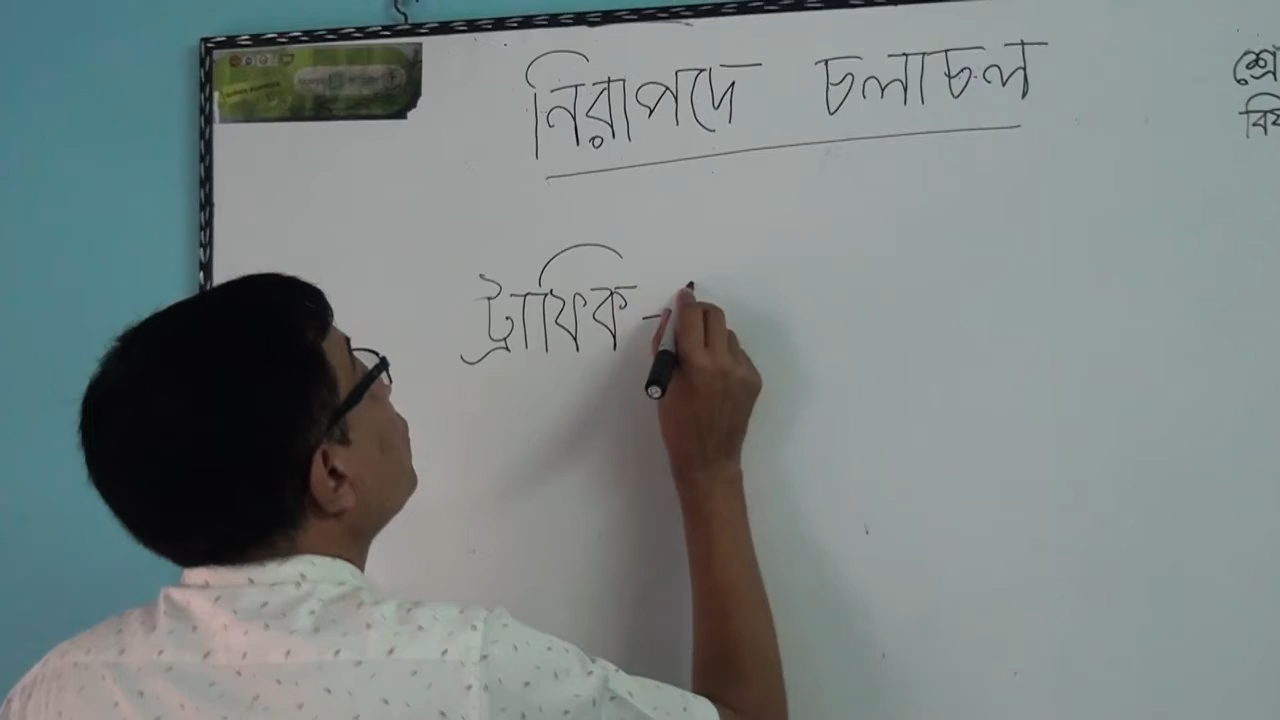 নিরাপদে চলাচল
শ্রে
বিষ
ট্রাফিক -